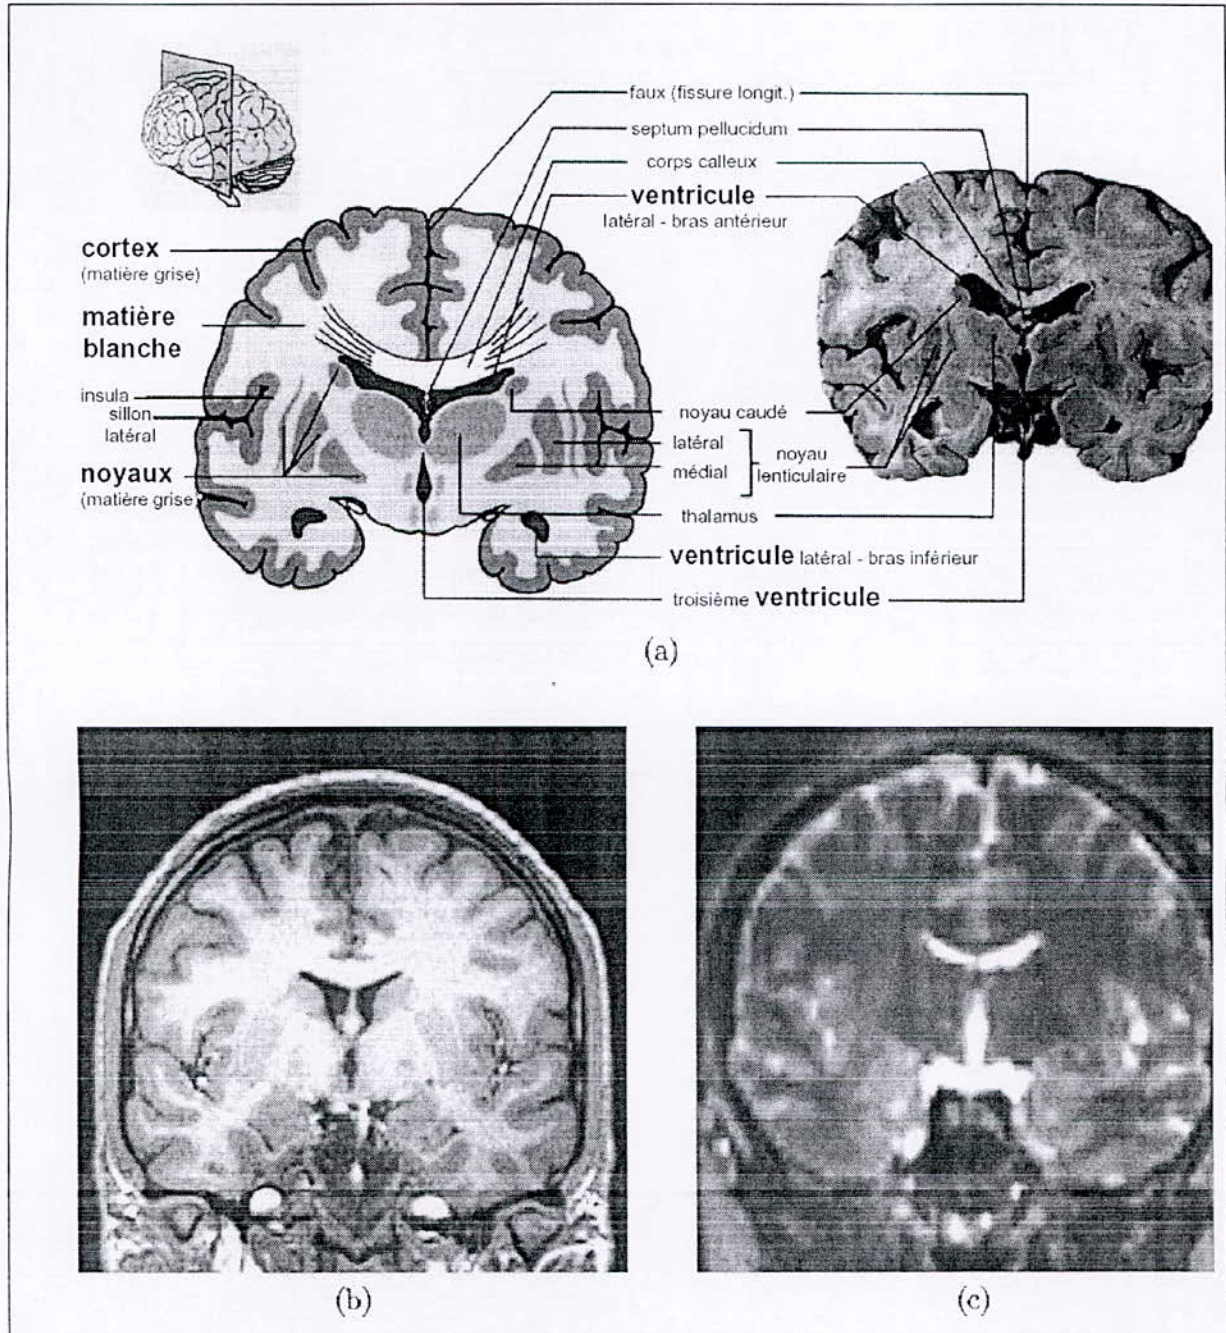 faux (fissure longit.)
septum pellucidum
corps calleux
ventricule
latéral - bras antérieur
cortex
(matière grise)
matière
blanche
insula
sillon
latéral
noyaux
(matière grise
noyau caudé
latéral
médial
noyau
lenticulaire
thalamus
ventricule latéral - bras inférieur
troisième ventricule
(a)
(b)
(c)